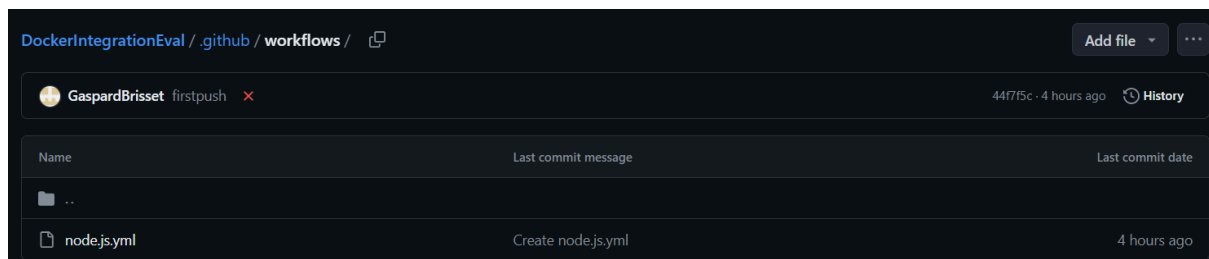 DockerIntegrationEval / .github / workflows /
Add file
...
GaspardBrisset firstpush
44f7f5c · 4 hours ago
History
Name
Last commit message
Last commit date
..
node.js.yml
Create node.js.yml
4 hours ago